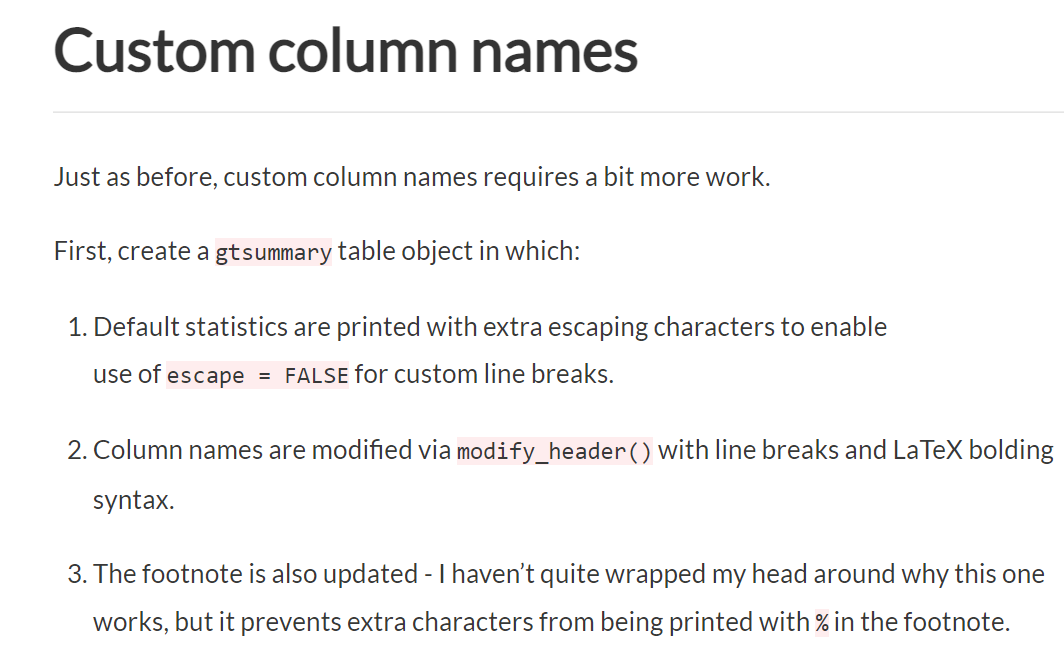 Custom column names
Just as before, custom column names requires a bit more work.
First, create a gtsummary table object in which:
1. Default statistics are printed with extra escaping characters to enable
use of escape = FALSE for custom line breaks.
2. Column names are modified via modify_header() with line breaks and LaTeX bolding
syntax.
3. The footnote is also updated - I haven’t quite wrapped my head around why this one
works, but it prevents extra characters from being printed with % in the footnote.